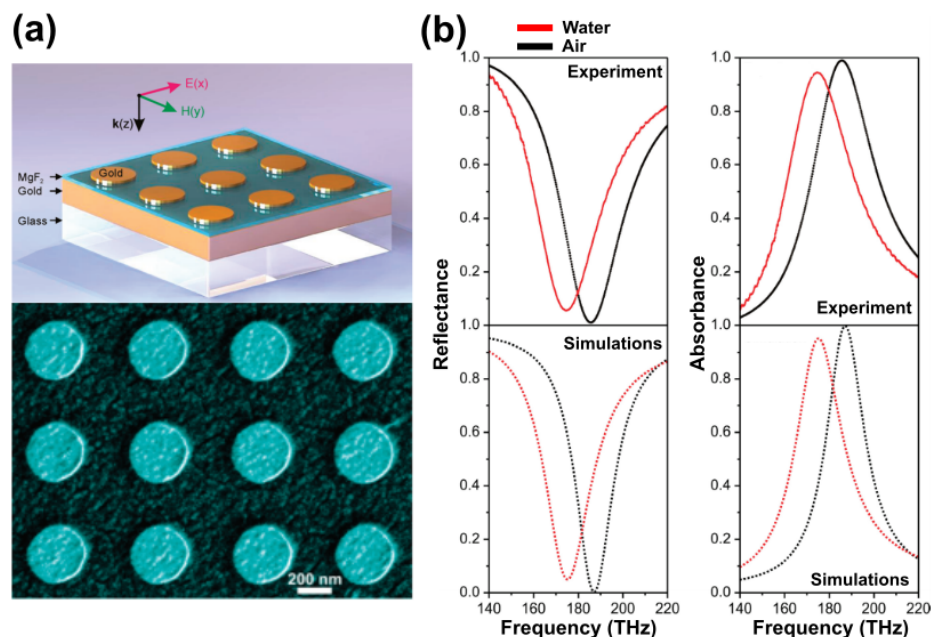 (a)
E(x)
H(y)
k(z)
MgF2
Gold
Glass
Gold
200 nm
(b)
Water
Air
Reflectance
1.0
0.8
0.6
0.4
0.2
1.0
0.8
0.6
0.4
0.2
0.0
Experiment
Simulations
140 160 180 200 220
Frequency (THz)
Absorbance
1.0
0.8
0.6
0.4
0.2
0.0
1.0
0.8
0.6
0.4
0.2
0.0
Experiment
Simulations
140 160 180 200 220
Frequency (THz)